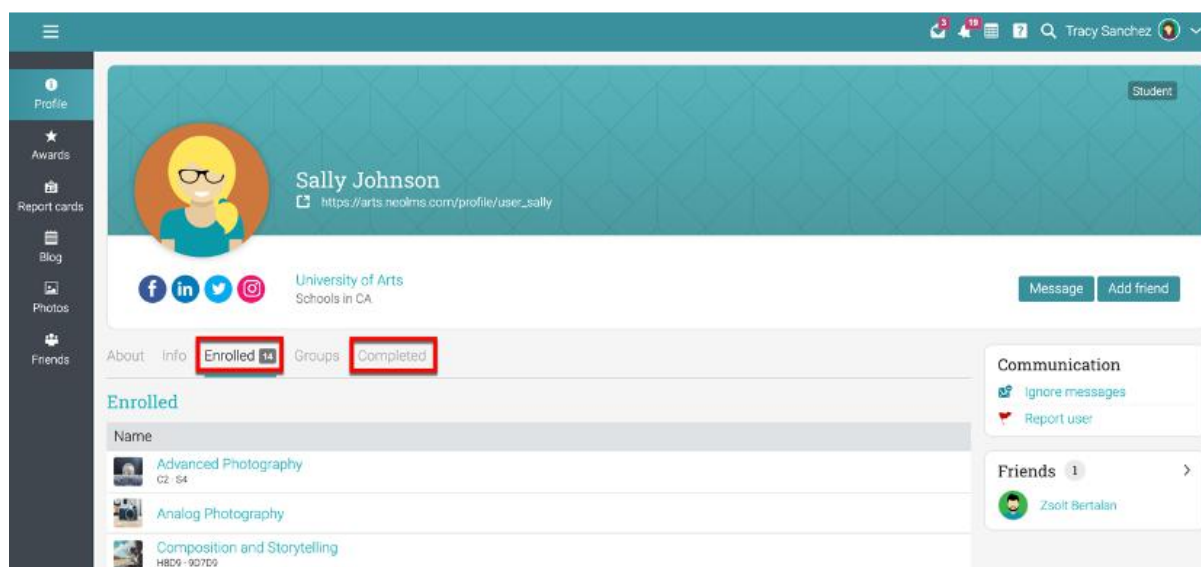 3 19 ? Tracy Sanchez
Profile
Awards
Report cards
Blog
Photos
Friends
Student
Sally Johnson
https://arts.neolms.com/profile/user_sally
University of Arts
Schools in CA
Message Add friend
About Info Enrolled 14 Groups Completed
Enrolled
Name
Advanced Photography
C2 - S4
Analog Photography
Composition and Storytelling
H8D9 - 9D7D9
Communication
Ignore messages
Report user
Friends 1
Zsolt Bertalan